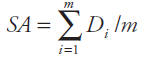 SA = ∑_{i=1}^{m} D_i / m